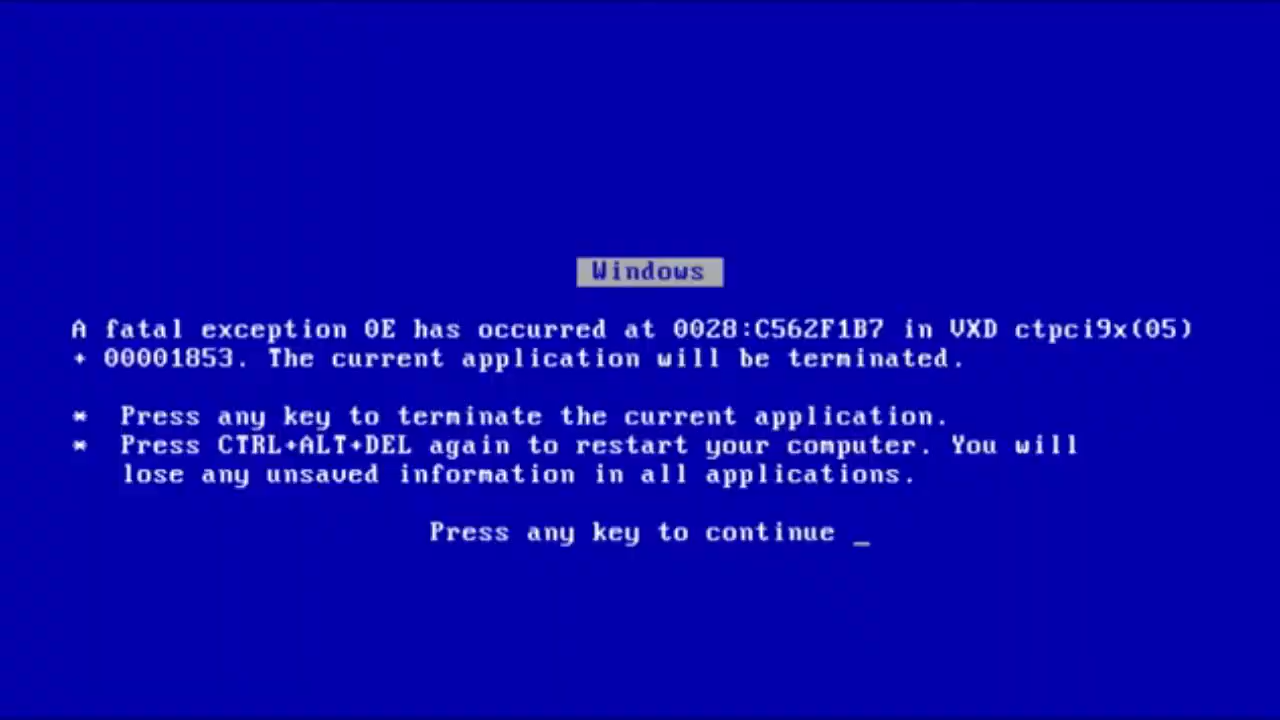 Windows
A fatal exception 0E has occurred at 0028:C562F1B7 in VXD ctpci9x(05)
+ 00001853. The current application will be terminated.
* Press any key to terminate the current application.
* Press CTRL+ALT+DEL again to restart your computer. You will
lose any unsaved information in all applications.
Press any key to continue _